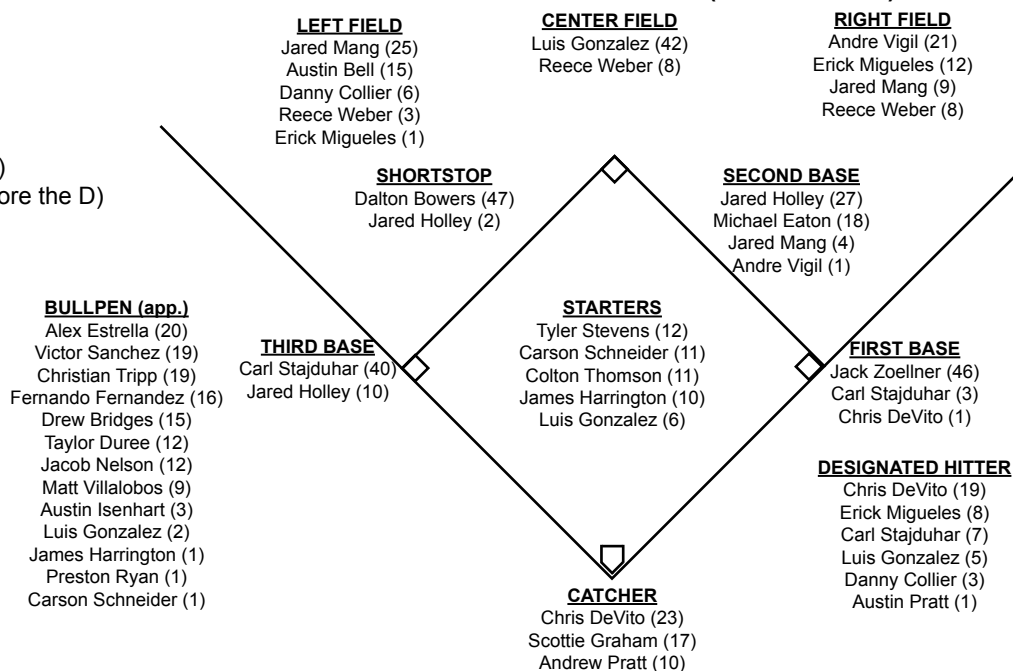 LEFT FIELD
Jared Mang (25)
Austin Bell (15)
Danny Collier (6)
Reece Weber (3)
Erick Migueles (1)
CENTER FIELD
Luis Gonzalez (42)
Reece Weber (8)
RIGHT FIELD
Andre Vigil (21)
Erick Migueles (12)
Jared Mang (9)
Reece Weber (8)
)
ore the D)
SHORTSTOP
Dalton Bowers (47)
Jared Holley (2)
SECOND BASE
Jared Holley (27)
Michael Eaton (18)
Jared Mang (4)
Andre Vigil (1)
BULLPEN (app.)
Alex Estrella (20)
Victor Sanchez (19)
Christian Tripp (19)
Fernando Fernandez (16)
Drew Bridges (15)
Taylor Duree (12)
Jacob Nelson (12)
Matt Villalobos (9)
Austin Isenhart (3)
Luis Gonzalez (2)
James Harrington (1)
Preston Ryan (1)
Carson Schneider (1)
THIRD BASE
Carl Stajduhar (40)
Jared Holley (10)
STARTERS
Tyler Stevens (12)
Carson Schneider (11)
Colton Thomson (11)
James Harrington (10)
Luis Gonzalez (6)
FIRST BASE
Jack Zoellner (46)
Carl Stajduhar (3)
Chris DeVito (1)
DESIGNATED HITTER
Chris DeVito (19)
Erick Migueles (8)
Carl Stajduhar (7)
Luis Gonzalez (5)
Danny Collier (3)
Austin Pratt (1)
CATCHER
Chris DeVito (23)
Scottie Graham (17)
Andrew Pratt (10)